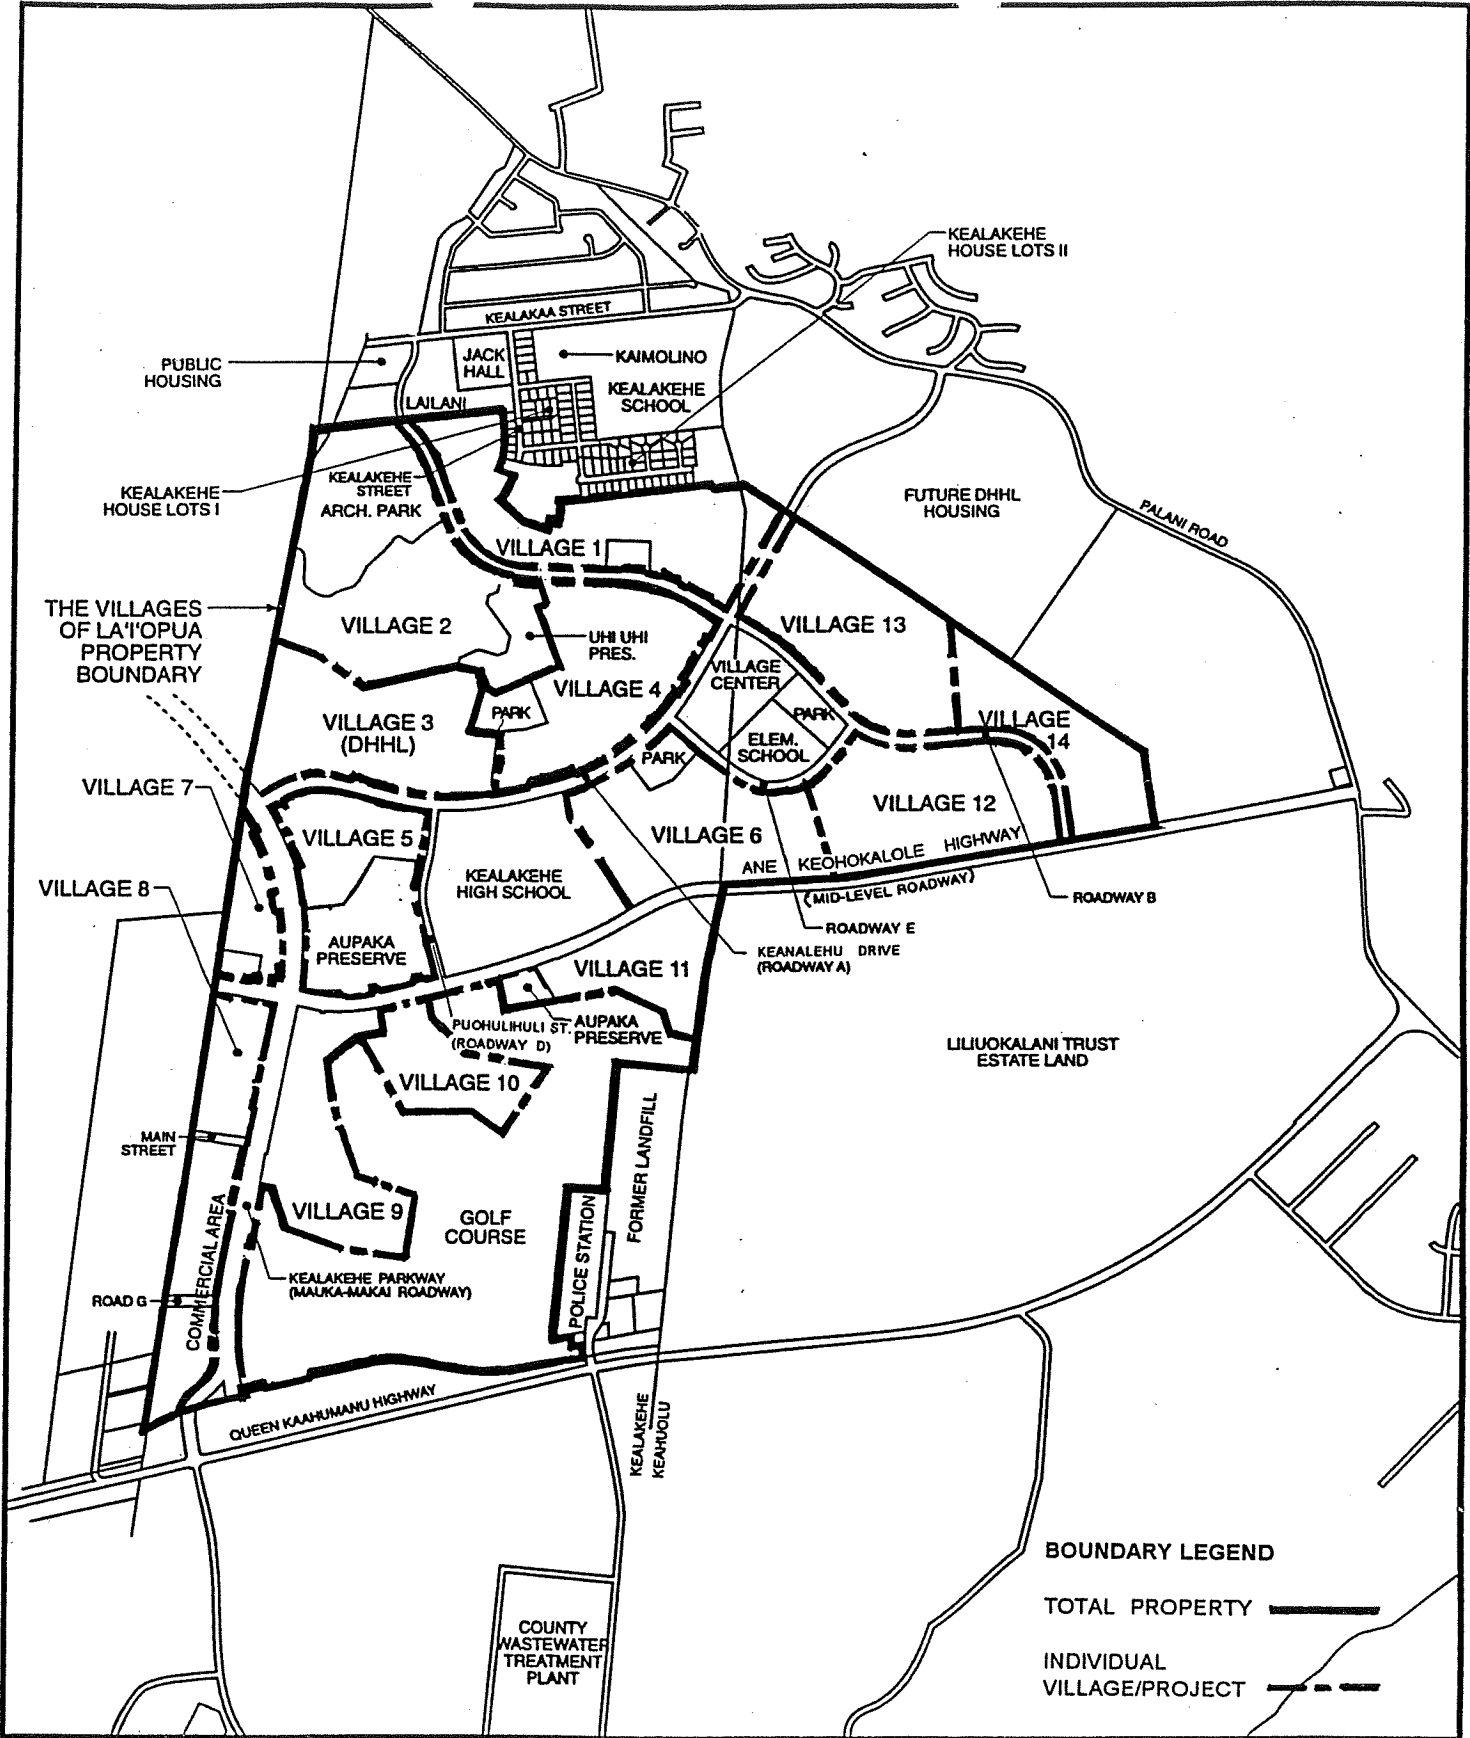 KEALAKEHE
HOUSE LOTS II
KEALAKAA STREET
PUBLIC
HOUSING
JACK
HALL
KAIMOLINO
KEALAKEHE
SCHOOL
LAILANI
KEALAKEHE
STREET
KEALAKEHE
HOUSE LOTS I
ARCH. PARK
FUTURE DHHL
HOUSING
PALANI ROAD
VILLAGE 1
THE VILLAGES
OF LA'I'OPUA
PROPERTY
BOUNDARY
VILLAGE 2
UHI UHI
PRES.
VILLAGE 13
VILLAGE
CENTER
VILLAGE 4
PARK
PARK
VILLAGE 3
(DHHL)
VILLAGE
14
ELEM.
SCHOOL
PARK
VILLAGE 7
VILLAGE 12
VILLAGE 5
VILLAGE 6
ANE KEOHOKALOLE HIGHWAY
(MID-LEVEL ROADWAY)
KEALAKEHE
HIGH SCHOOL
VILLAGE 8
ROADWAY B
ROADWAY E
AUPAKA
PRESERVE
KEANALEHU DRIVE
(ROADWAY A)
VILLAGE 11
PUOHULIHULI ST.
(ROADWAY D)
AUPAKA
PRESERVE
LILIUOKALANI TRUST
ESTATE LAND
VILLAGE 10
MAIN
STREET
FORMER LANDFILL
VILLAGE 9
GOLF
COURSE
POLICE STATION
COMMERCIAL AREA
KEALAKEHE PARKWAY
(MAUKA-MAKAI ROADWAY)
ROAD G
QUEEN KAAHUMANU HIGHWAY
KEALAKEHE
KEAHUOLU
BOUNDARY LEGEND
TOTAL PROPERTY
INDIVIDUAL
VILLAGE/PROJECT
COUNTY
WASTEWATER
TREATMENT
PLANT